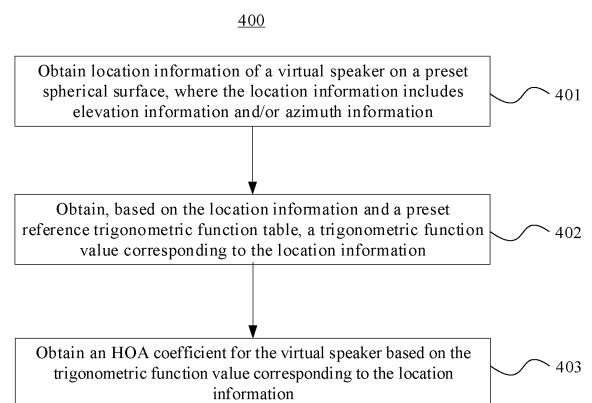 400
Obtain location information of a virtual speaker on a preset
spherical surface, where the location information includes
elevation information and/or azimuth information
401
Obtain, based on the location information and a preset
reference trigonometric function table, a trigonometric function
value corresponding to the location information
402
Obtain an HOA coefficient for the virtual speaker based on the
trigonometric function value corresponding to the location
information
403